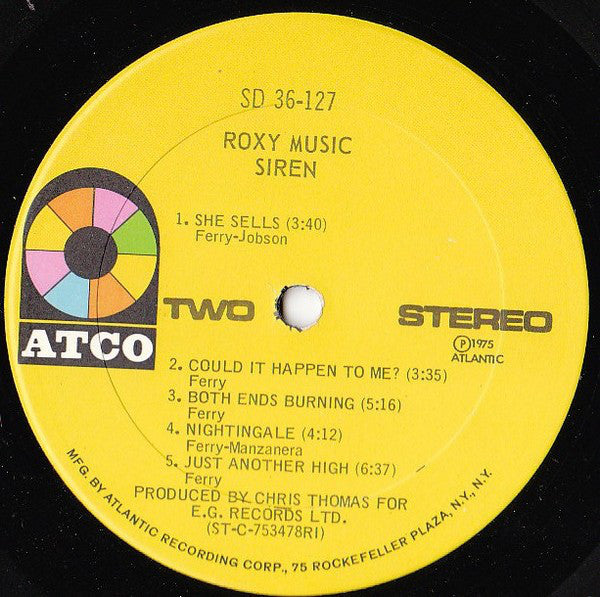 SD 36-127
ROXY MUSIC
SIREN
1. SHE SELLS (3:40)
Ferry-Jobson
ATCO
TWO
STEREO
Ⓟ1975
ATLANTIC
2. COULD IT HAPPEN TO ME? (3:35)
Ferry
3. BOTH ENDS BURNING (5:16)
Ferry
4. NIGHTINGALE (4:12)
Ferry-Manzanera
5. JUST ANOTHER HIGH (6:37)
Ferry
PRODUCED BY CHRIS THOMAS FOR
E.G. RECORDS LTD.
(ST-C-753478RI)
MFG. BY ATLANTIC RECORDING CORP., 75 ROCKEFELLER PLAZA, N.Y., N.Y.